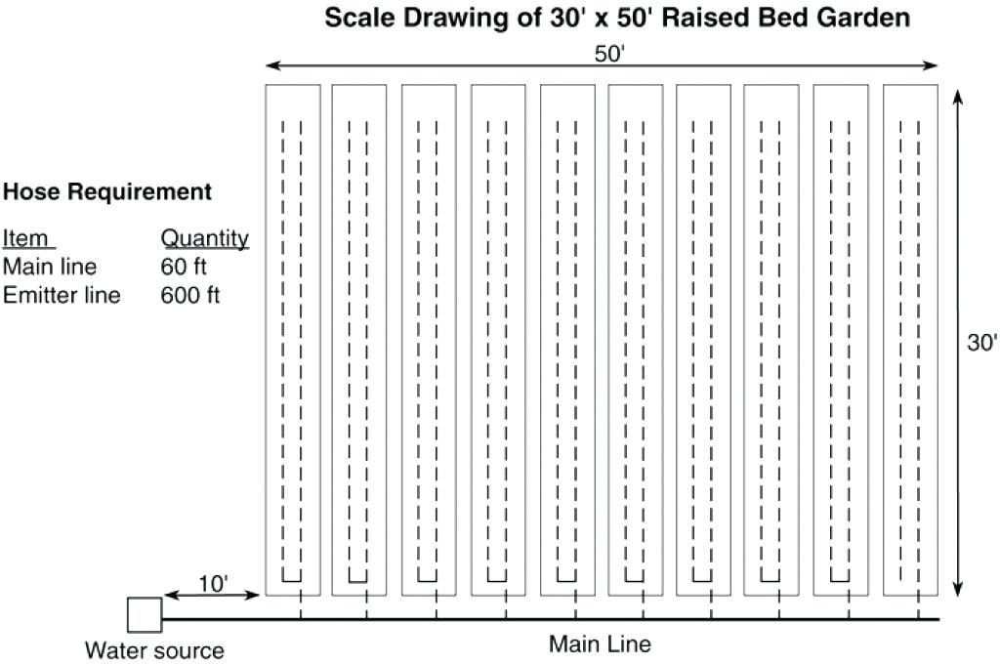 Scale Drawing of 30' x 50' Raised Bed Garden
50'
Hose Requirement
Item Quantity
Main line 60 ft
Emitter line 600 ft
30'
10'
Water source
Main Line